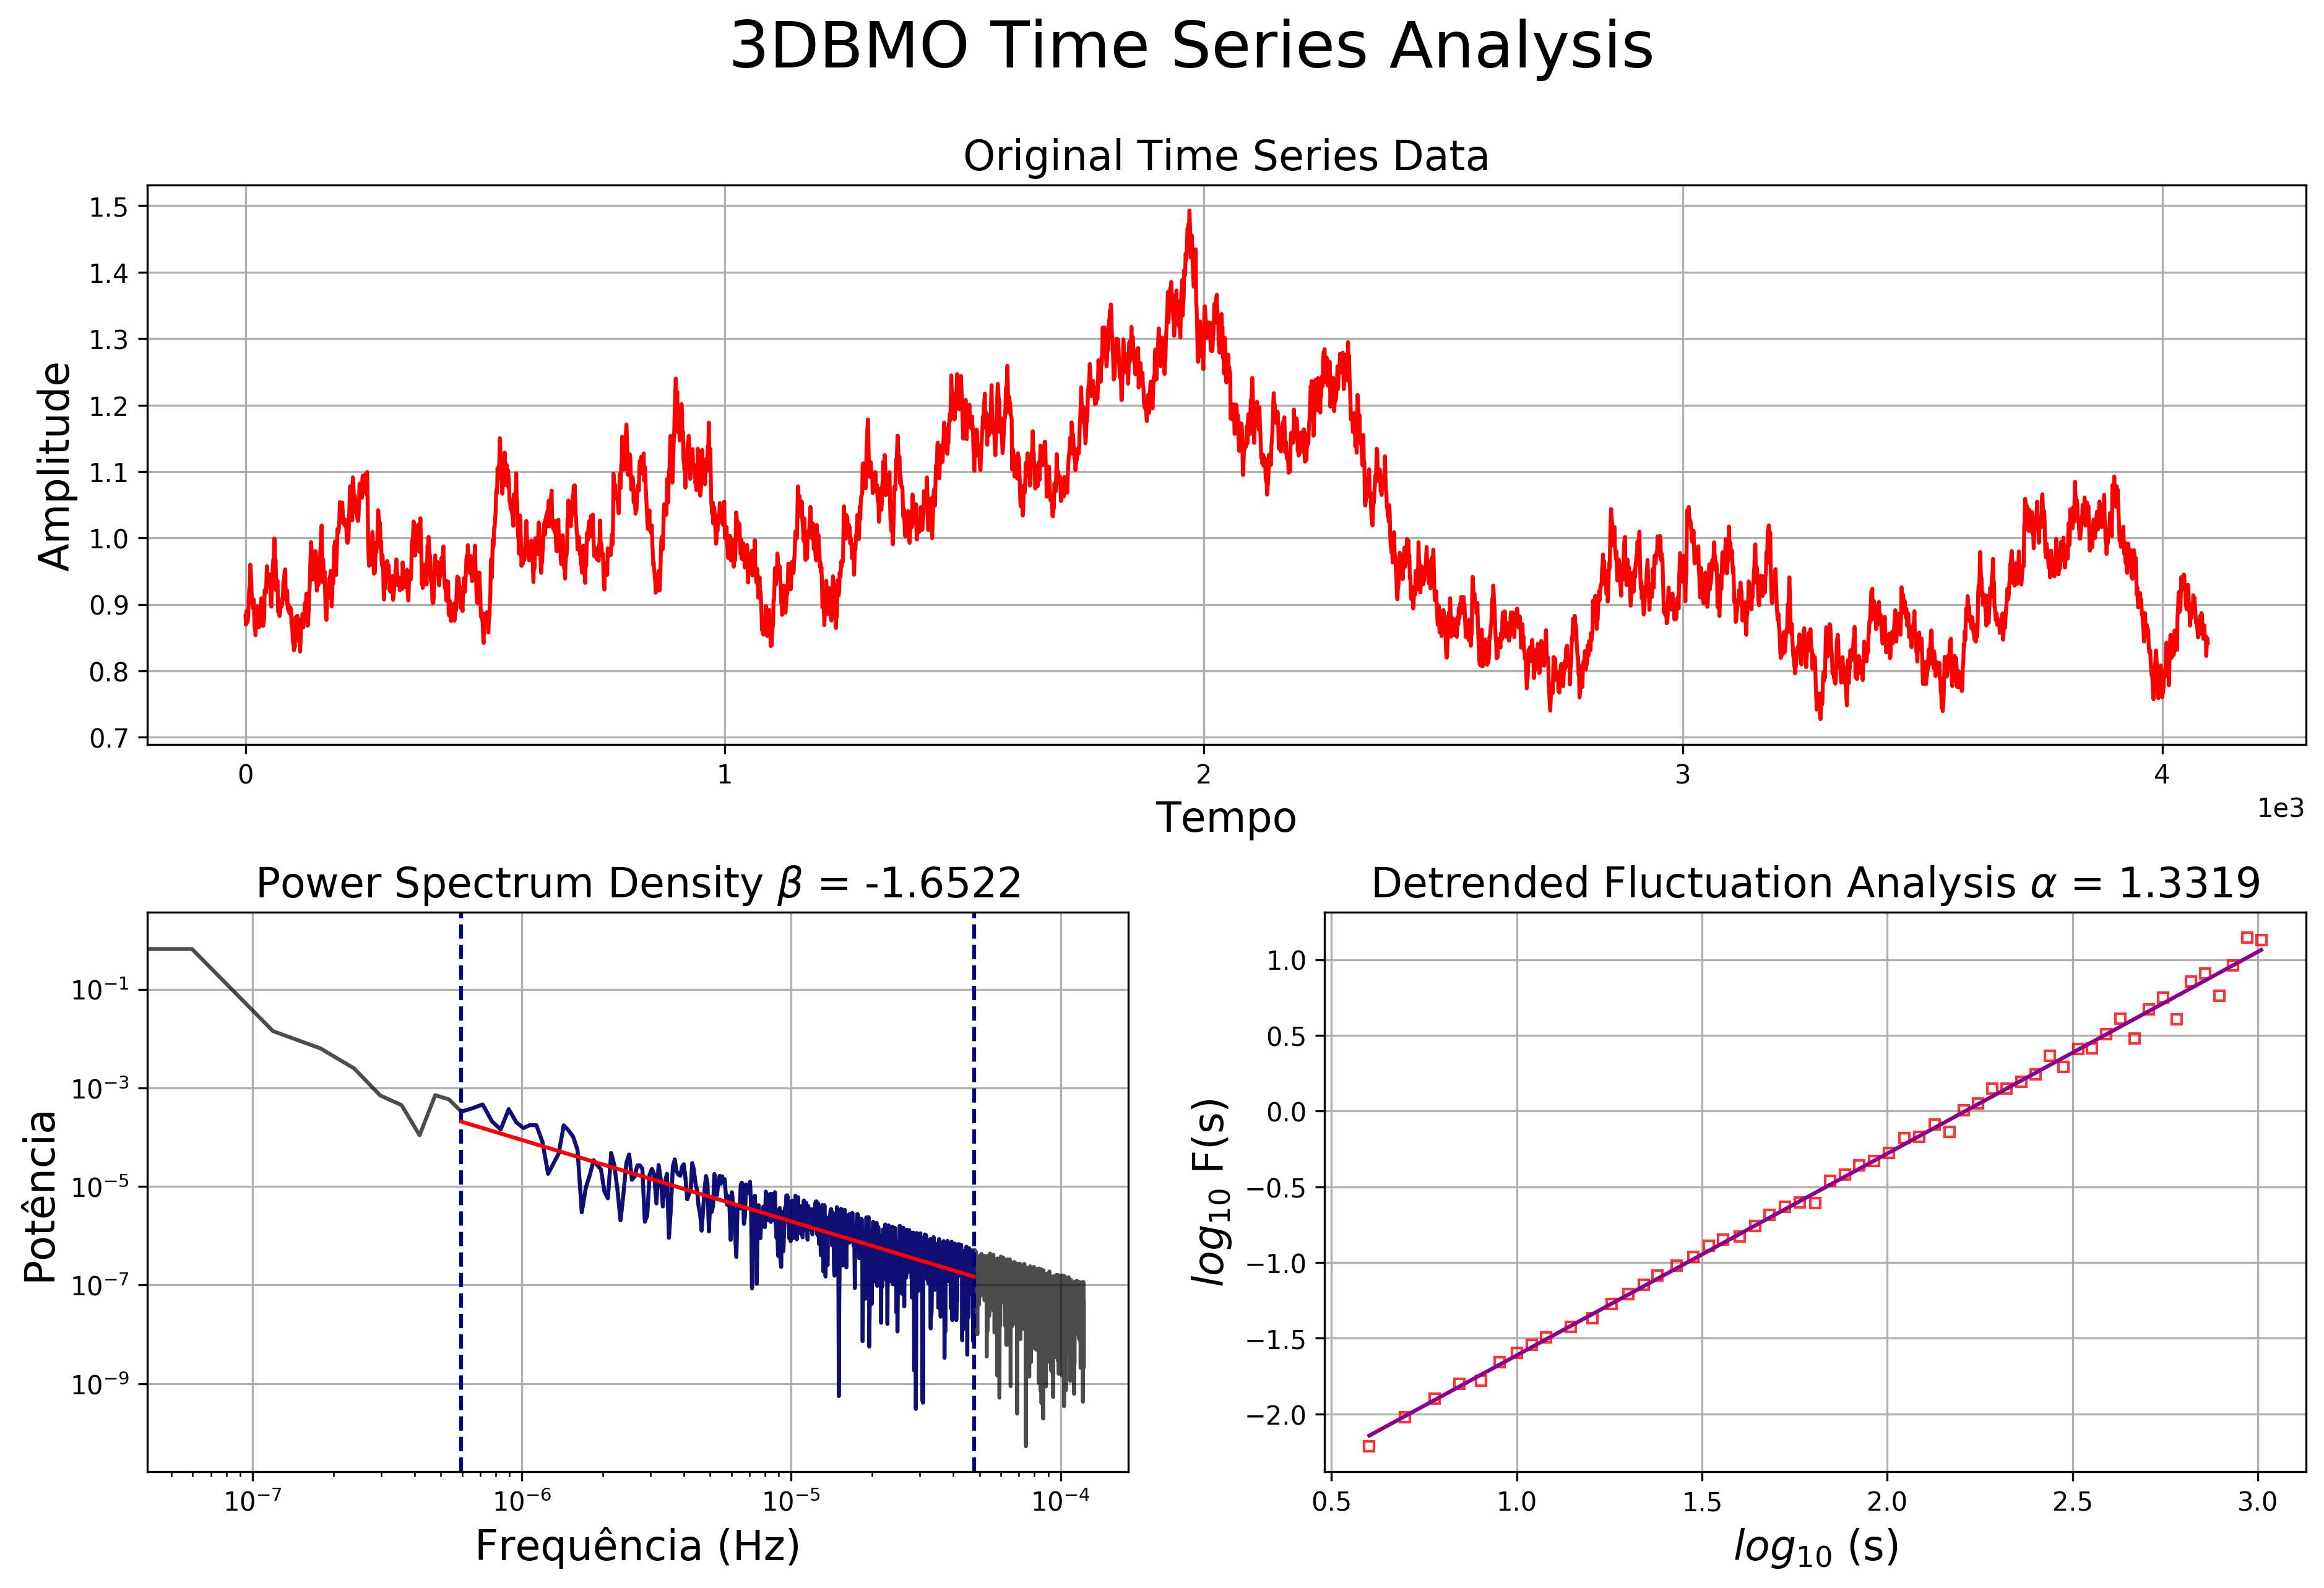 3DBMO Time Series Analysis
Original Time Series Data
Amplitude
1.5
1.4
1.3
1.2
1.1
1.0
0.9
0.8
0.7
0 1 2 3 4
1e3
Tempo
Power Spectrum Density β = -1.6522
Potência
10⁻¹
10⁻³
10⁻⁵
10⁻⁷
10⁻⁹
10⁻⁷ 10⁻⁶ 10⁻⁵ 10⁻⁴
Frequência (Hz)
Detrended Fluctuation Analysis α = 1.3319
log₁₀ F(s)
1.0
0.5
0.0
−0.5
−1.0
−1.5
−2.0
0.5 1.0 1.5 2.0 2.5 3.0
log₁₀ (s)